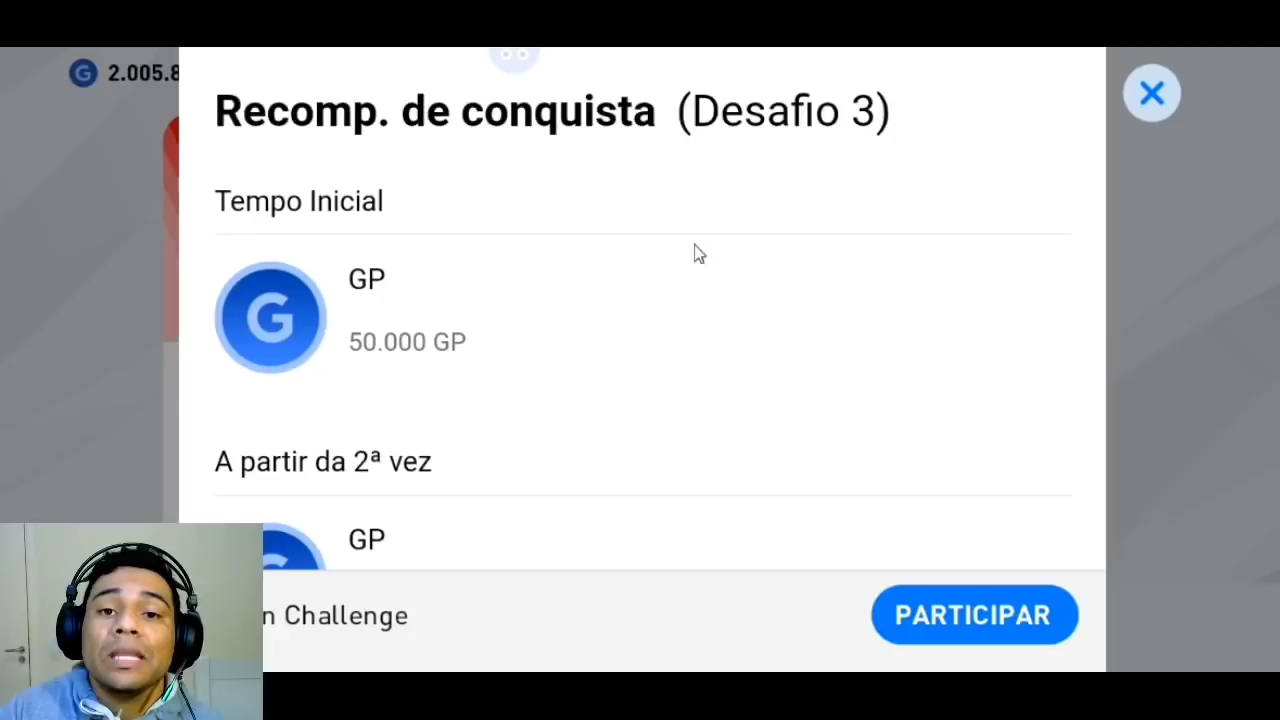 G 2.005.8
Recomp. de conquista (Desafio 3)
Tempo Inicial
G
GP
50.000 GP
A partir da 2ª vez
GP
n Challenge
PARTICIPAR